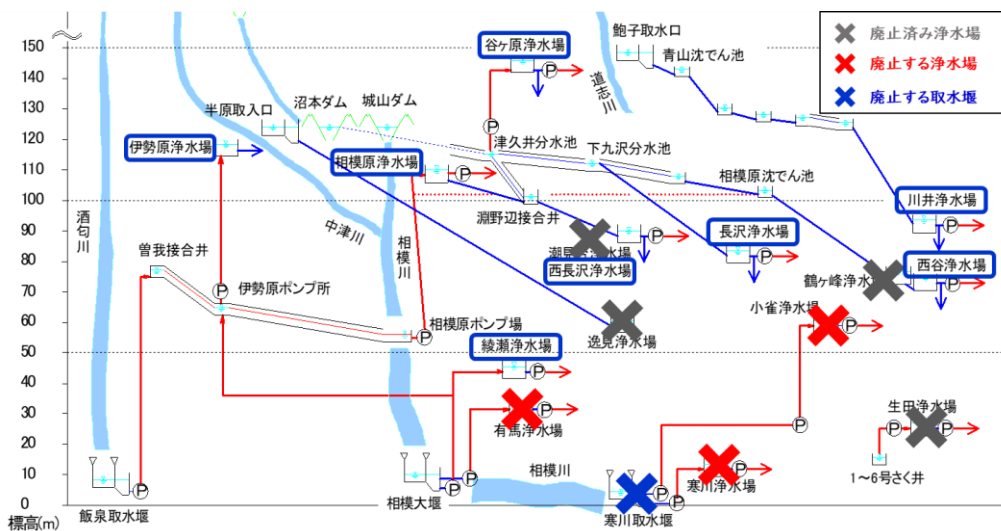 150
140
130
120
110
100
90
80
70
60
50
40
30
20
10
0
標高(m)
廃止済み浄水場
廃止する浄水場
廃止する取水堰
谷ヶ原浄水場
P
鮑子取水口
青山沈でん池
道志川
半原取入口
沼本ダム
城山ダム
P
津久井分水池
下九沢分水池
伊勢原浄水場
相模原浄水場
P
相模原沈でん池
淵野辺接合井
酒匂川
中津川
相模川
川井浄水場
P
長沢浄水場
P
西長沢浄水場
西谷浄水場
P
鶴ヶ峰浄水場
曽我接合井
P
伊勢原ポンプ所
相模原ポンプ場
P
逸見浄水場
小雀浄水場
P
綾瀬浄水場
P
有馬浄水場
P
P
生田浄水場
P
P
1～6号さく井
飯泉取水堰
P
相模大堰
P
P
相模川
寒川取水堰
P
P
寒川浄水場
P